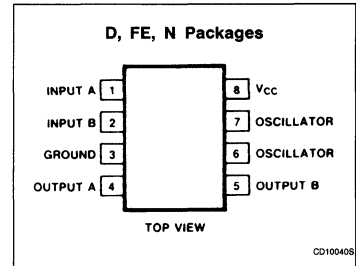 D, FE, N Packages
INPUT A 1
8 VCC
INPUT B 2
7 OSCILLATOR
GROUND 3
6 OSCILLATOR
OUTPUT A 4
5 OUTPUT B
TOP VIEW
CD10040S